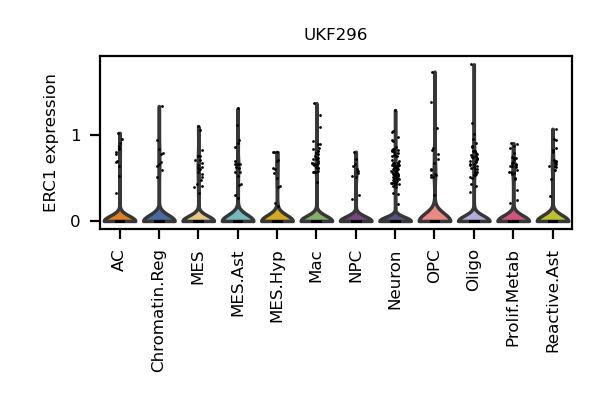 UKF296
ERC1 expression
1
0
AC
Chromatin.Reg
MES
MES.Ast
MES.Hyp
Mac
NPC
Neuron
OPC
Oligo
Prolif.Metab
Reactive.Ast